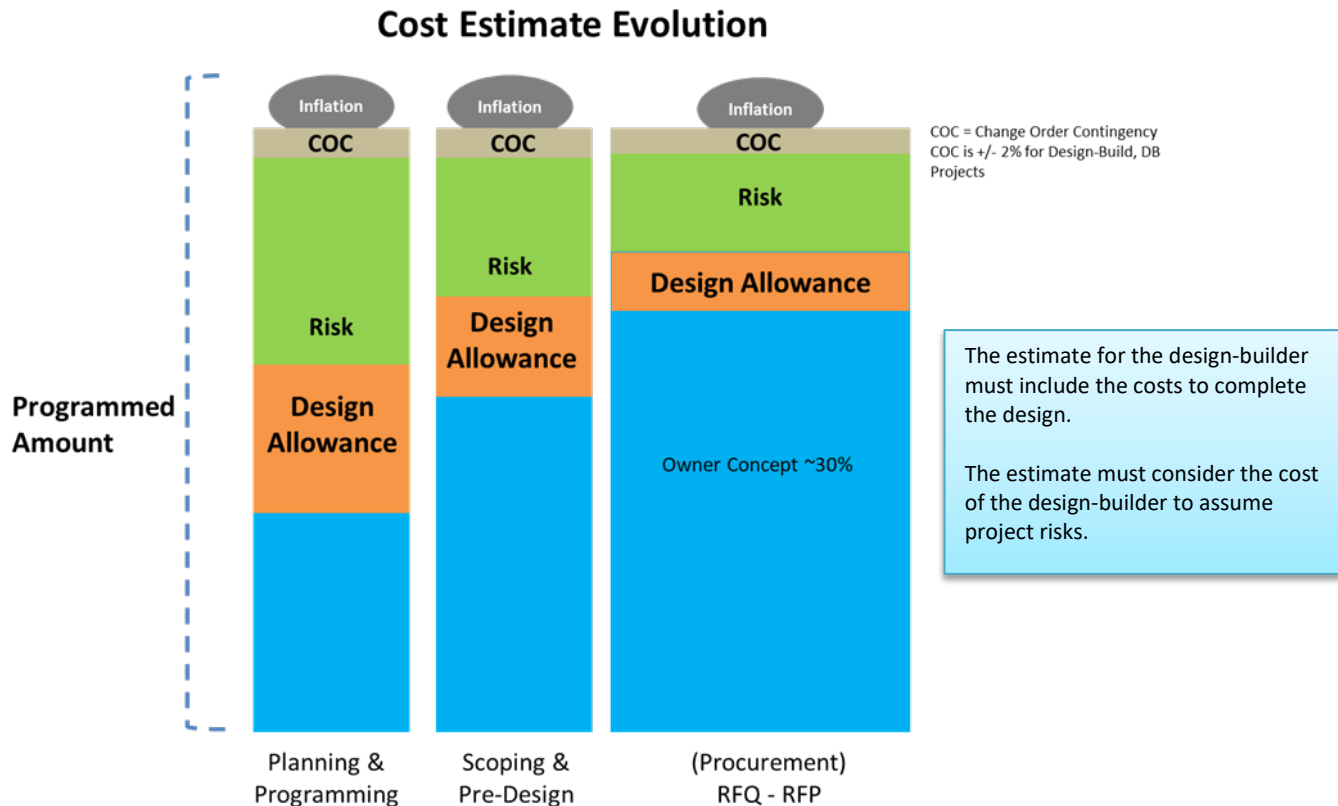 Cost Estimate Evolution
Programmed
Amount
Inflation
COC
Risk
Design
Allowance
Planning &
Programming
Inflation
COC
Risk
Design
Allowance
Scoping &
Pre-Design
Inflation
COC
Risk
Design Allowance
Owner Concept ~30%
(Procurement)
RFQ - RFP
COC = Change Order Contingency
COC is +/- 2% for Design-Build, DB
Projects
The estimate for the design-builder
must include the costs to complete
the design.
The estimate must consider the cost
of the design-builder to assume
project risks.